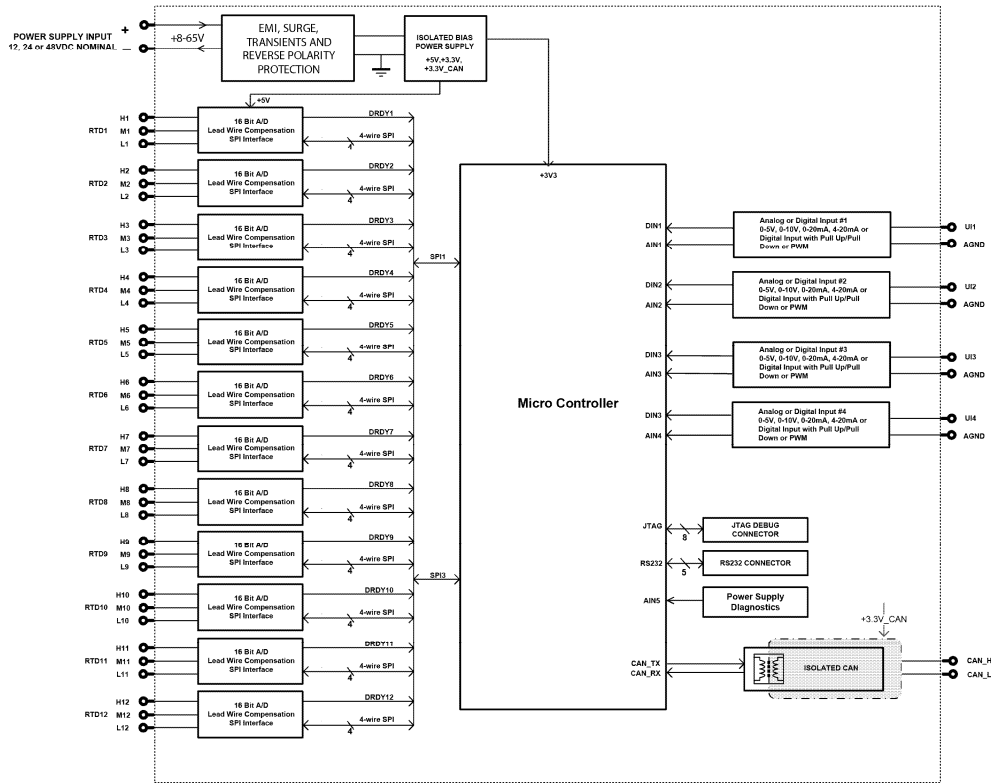 POWER SUPPLY INPUT
12, 24 or 48VDC NOMINAL
+
–
+8-65V
EMI, SURGE,
TRANSIENTS AND
REVERSE POLARITY
PROTECTION
ISOLATED BIAS
POWER SUPPLY
+5V,+3.3V,
+3.3V_CAN
+5V
RTD1
H1
M1
L1
16 Bit A/D
Lead Wire Compensation
SPI Interface
DRDY1
4-wire SPI
4
RTD2
H2
M2
L2
16 Bit A/D
Lead Wire Compensation
SPI Interface
DRDY2
4-wire SPI
4
RTD3
H3
M3
L3
16 Bit A/D
Lead Wire Compensation
SPI Interface
DRDY3
4-wire SPI
4
RTD4
H4
M4
L4
16 Bit A/D
Lead Wire Compensation
SPI Interface
DRDY4
4-wire SPI
4
RTD5
H5
M5
L5
16 Bit A/D
Lead Wire Compensation
SPI Interface
DRDY5
4-wire SPI
4
RTD6
H6
M6
L6
16 Bit A/D
Lead Wire Compensation
SPI Interface
DRDY6
4-wire SPI
4
RTD7
H7
M7
L7
16 Bit A/D
Lead Wire Compensation
SPI Interface
DRDY7
4-wire SPI
4
RTD8
H8
M8
L8
16 Bit A/D
Lead Wire Compensation
SPI Interface
DRDY8
4-wire SPI
4
RTD9
H9
M9
L9
16 Bit A/D
Lead Wire Compensation
SPI Interface
DRDY9
4-wire SPI
4
RTD10
H10
M10
L10
16 Bit A/D
Lead Wire Compensation
SPI Interface
DRDY10
4-wire SPI
4
RTD11
H11
M11
L11
16 Bit A/D
Lead Wire Compensation
SPI Interface
DRDY11
4-wire SPI
4
RTD12
H12
M12
L12
16 Bit A/D
Lead Wire Compensation
SPI Interface
DRDY12
4-wire SPI
4
SPI1
SPI3
+3V3
Micro Controller
DIN1
AIN1
Analog or Digital Input #1
0-5V, 0-10V, 0-20mA, 4-20mA or
Digital Input with Pull Up/Pull
Down or PWM
UI1
AGND
DIN2
AIN2
Analog or Digital Input #2
0-5V, 0-10V, 0-20mA, 4-20mA or
Digital Input with Pull Up/Pull
Down or PWM
UI2
AGND
DIN3
AIN3
Analog or Digital Input #3
0-5V, 0-10V, 0-20mA, 4-20mA or
Digital Input with Pull Up/Pull
Down or PWM
UI3
AGND
DIN3
AIN4
Analog or Digital Input #4
0-5V, 0-10V, 0-20mA, 4-20mA or
Digital Input with Pull Up/Pull
Down or PWM
UI4
AGND
JTAG
8
JTAG DEBUG
CONNECTOR
RS232
5
RS232 CONNECTOR
AIN5
Power Supply
Diagnostics
+3.3V_CAN
CAN_TX
CAN_RX
ISOLATED CAN
CAN_H
CAN_L